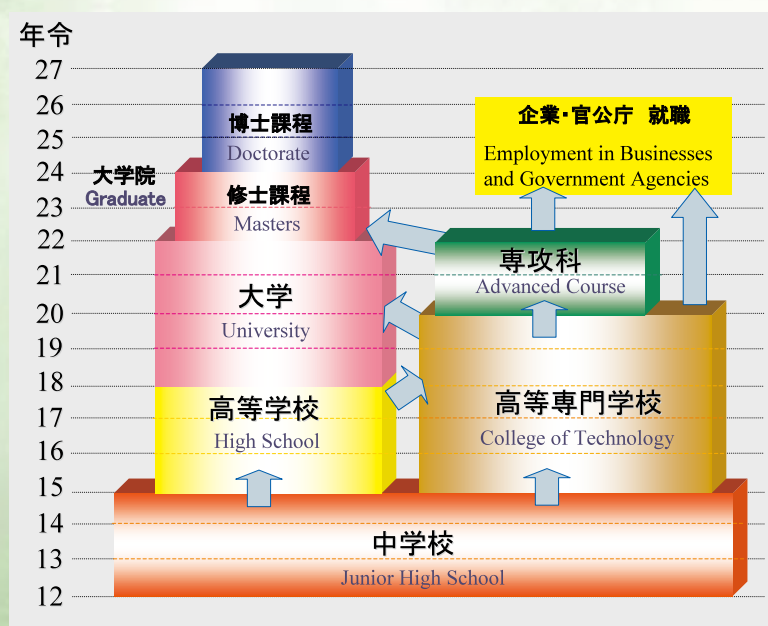 年令
27
26
25
24
23
22
21
20
19
18
17
16
15
14
13
12
博士課程
Doctorate
大学院
Graduate
修士課程
Masters
大学
University
高等学校
High School
企業・官公庁 就職
Employment in Businesses
and Government Agencies
専攻科
Advanced Course
高等専門学校
College of Technology
中学校
Junior High School